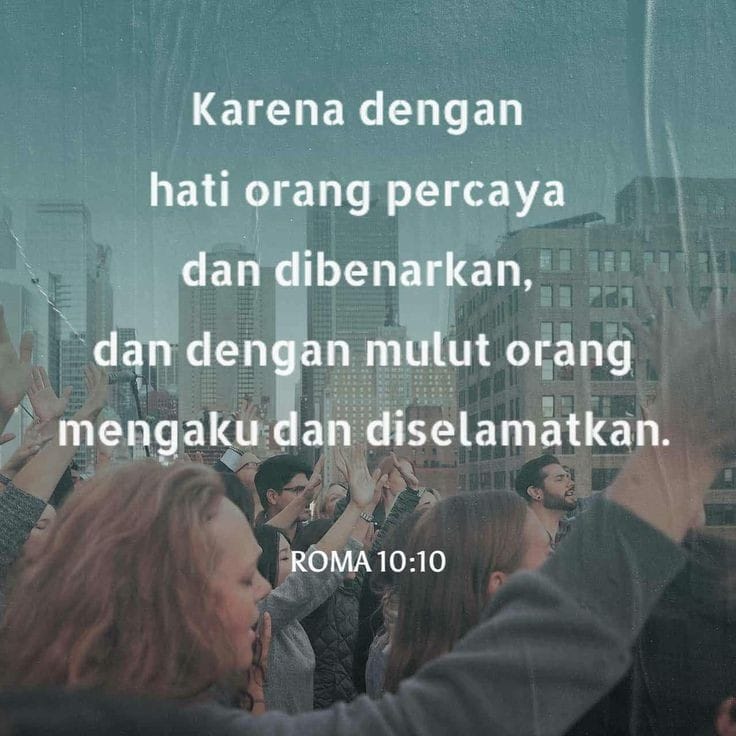 Karena dengan
hati orang percaya
dan dibenarkan,
dan dengan mulut orang
mengaku dan diselamatkan.
ROMA 10:10